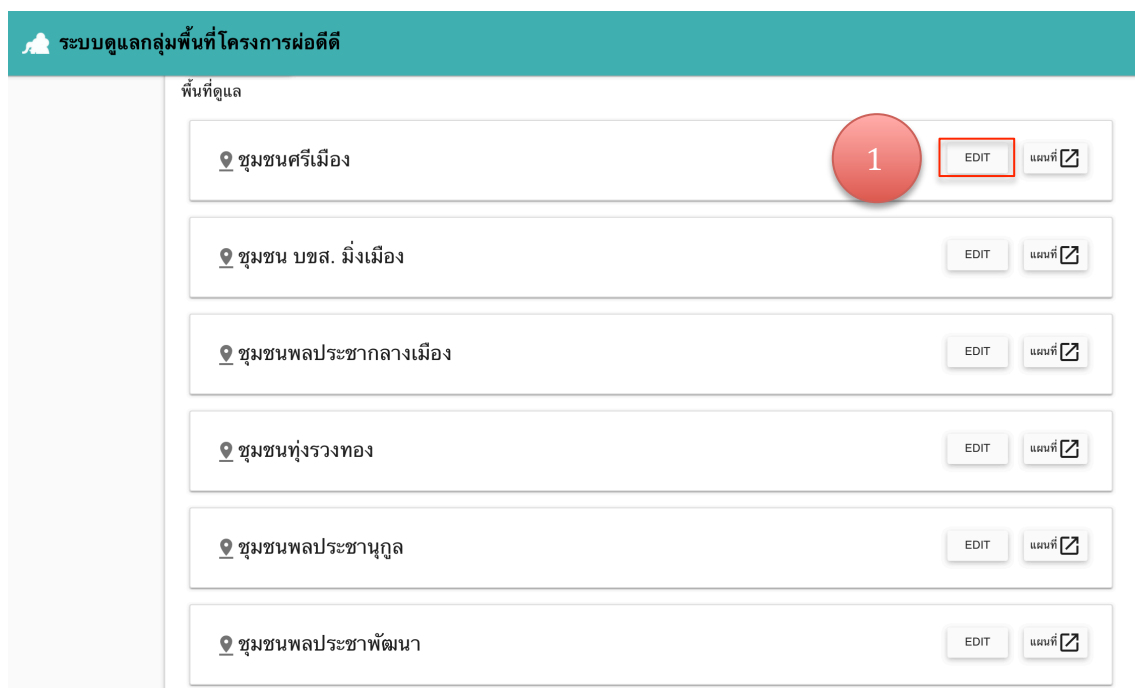 ระบบดูแลกลุ่มพื้นที่โครงการผ่อดีดี
พื้นที่ดูแล
ชุมชนศรีเมือง 1 EDIT แผนที่
ชุมชน บขส. มิ่งเมือง EDIT แผนที่
ชุมชนพลประชากลางเมือง EDIT แผนที่
ชุมชนทุ่งรวงทอง EDIT แผนที่
ชุมชนพลประชานุกูล EDIT แผนที่
ชุมชนพลประชาพัฒนา EDIT แผนที่